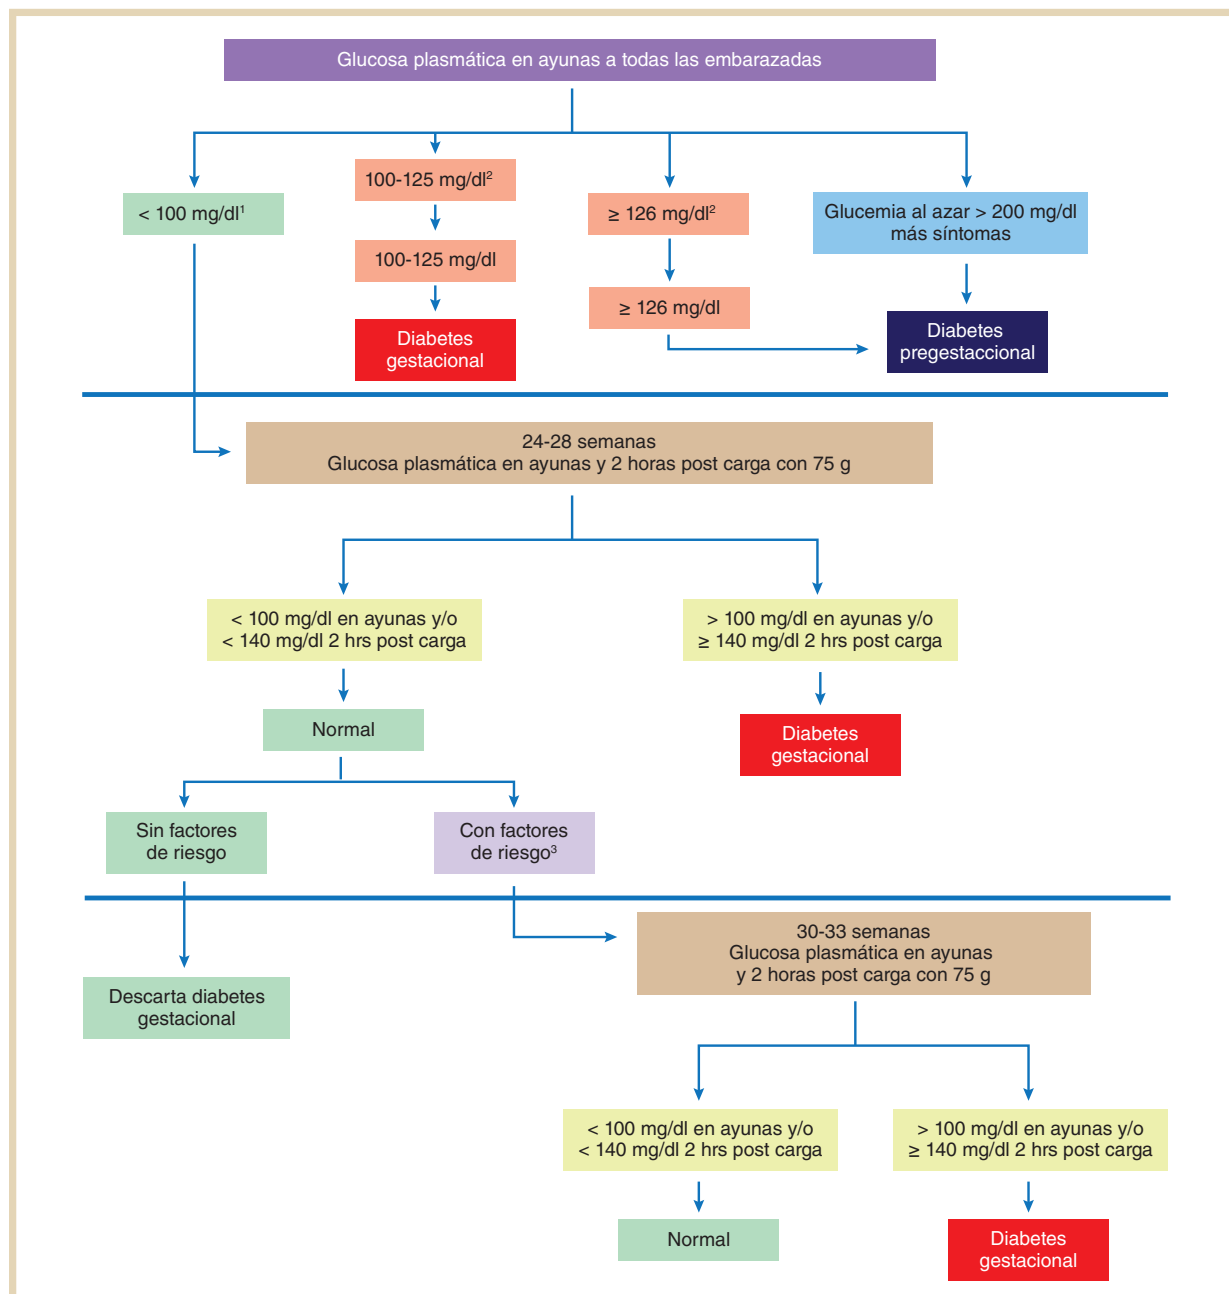 Glucosa plasmática en ayunas a todas las embarazadas
< 100 mg/dl¹
100-125 mg/dl²
100-125 mg/dl
Diabetes
gestacional
≥ 126 mg/dl²
≥ 126 mg/dl
Glucemia al azar > 200 mg/dl
más síntomas
Diabetes
pregestaccional
24-28 semanas
Glucosa plasmática en ayunas y 2 horas post carga con 75 g
< 100 mg/dl en ayunas y/o
< 140 mg/dl 2 hrs post carga
> 100 mg/dl en ayunas y/o
≥ 140 mg/dl 2 hrs post carga
Normal
Diabetes
gestacional
Sin factores
de riesgo
Con factores
de riesgo³
30-33 semanas
Glucosa plasmática en ayunas
y 2 horas post carga con 75 g
Descarta diabetes
gestacional
< 100 mg/dl en ayunas y/o
< 140 mg/dl 2 hrs post carga
> 100 mg/dl en ayunas y/o
≥ 140 mg/dl 2 hrs post carga
Normal
Diabetes
gestacional